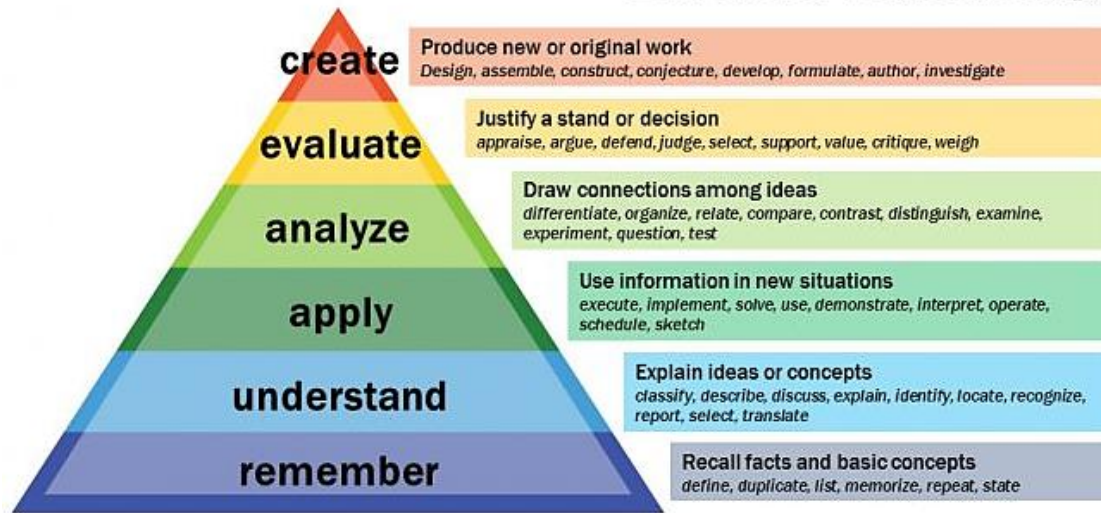 create
Produce new or original work
Design, assemble, construct, conjecture, develop, formulate, author, investigate
evaluate
Justify a stand or decision
appraise, argue, defend, judge, select, support, value, critique, weigh
analyze
Draw connections among ideas
differentiate, organize, relate, compare, contrast, distinguish, examine,
experiment, question, test
apply
Use information in new situations
execute, implement, solve, use, demonstrate, interpret, operate,
schedule, sketch
understand
Explain ideas or concepts
classify, describe, discuss, explain, identify, locate, recognize,
report, select, translate
remember
Recall facts and basic concepts
define, duplicate, list, memorize, repeat, state